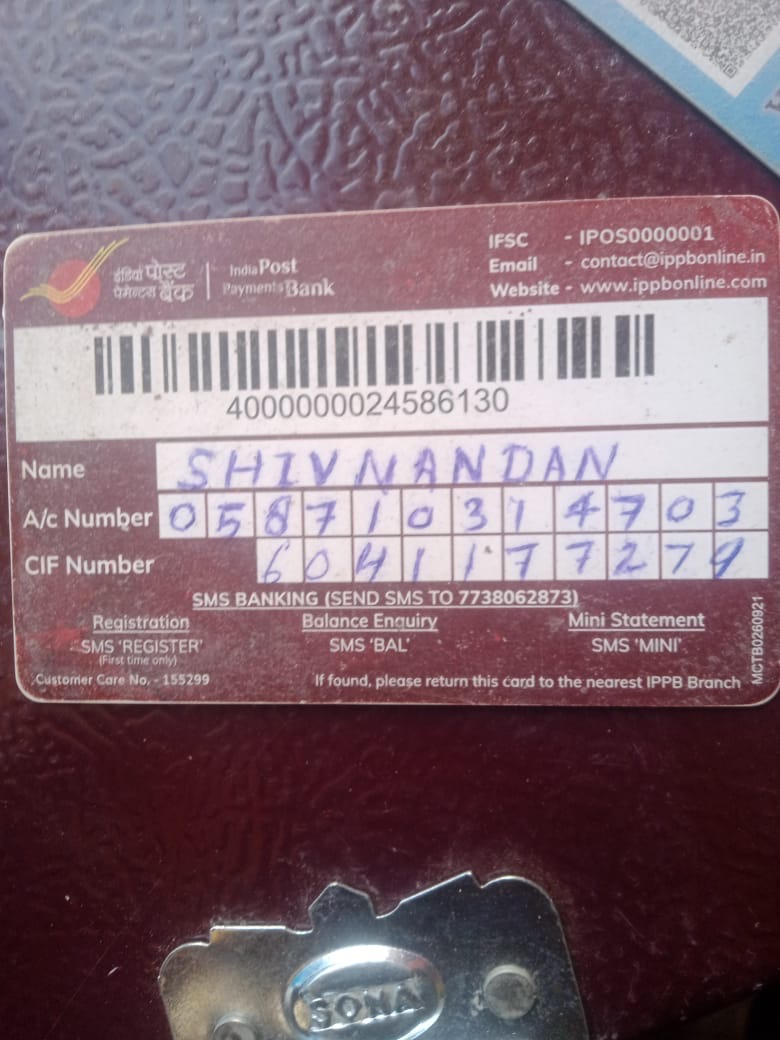 इंडिया पोस्ट
पेमेन्ट्स बैंक
India Post
Payments Bank
IFSC - IPOS0000001
Email - contact@ippbonline.in
Website - www.ippbonline.com
4000000024586130
Name SHIVNANDAN
A/c Number 058710314703
CIF Number 6041177279
SMS BANKING (SEND SMS TO 7738062873)
Registration
SMS 'REGISTER'
(First time only)
Balance Enquiry
SMS 'BAL'
Mini Statement
SMS 'MINI'
Customer Care No. - 155299
If found, please return this card to the nearest IPPB Branch
MCTB0260921
SONA